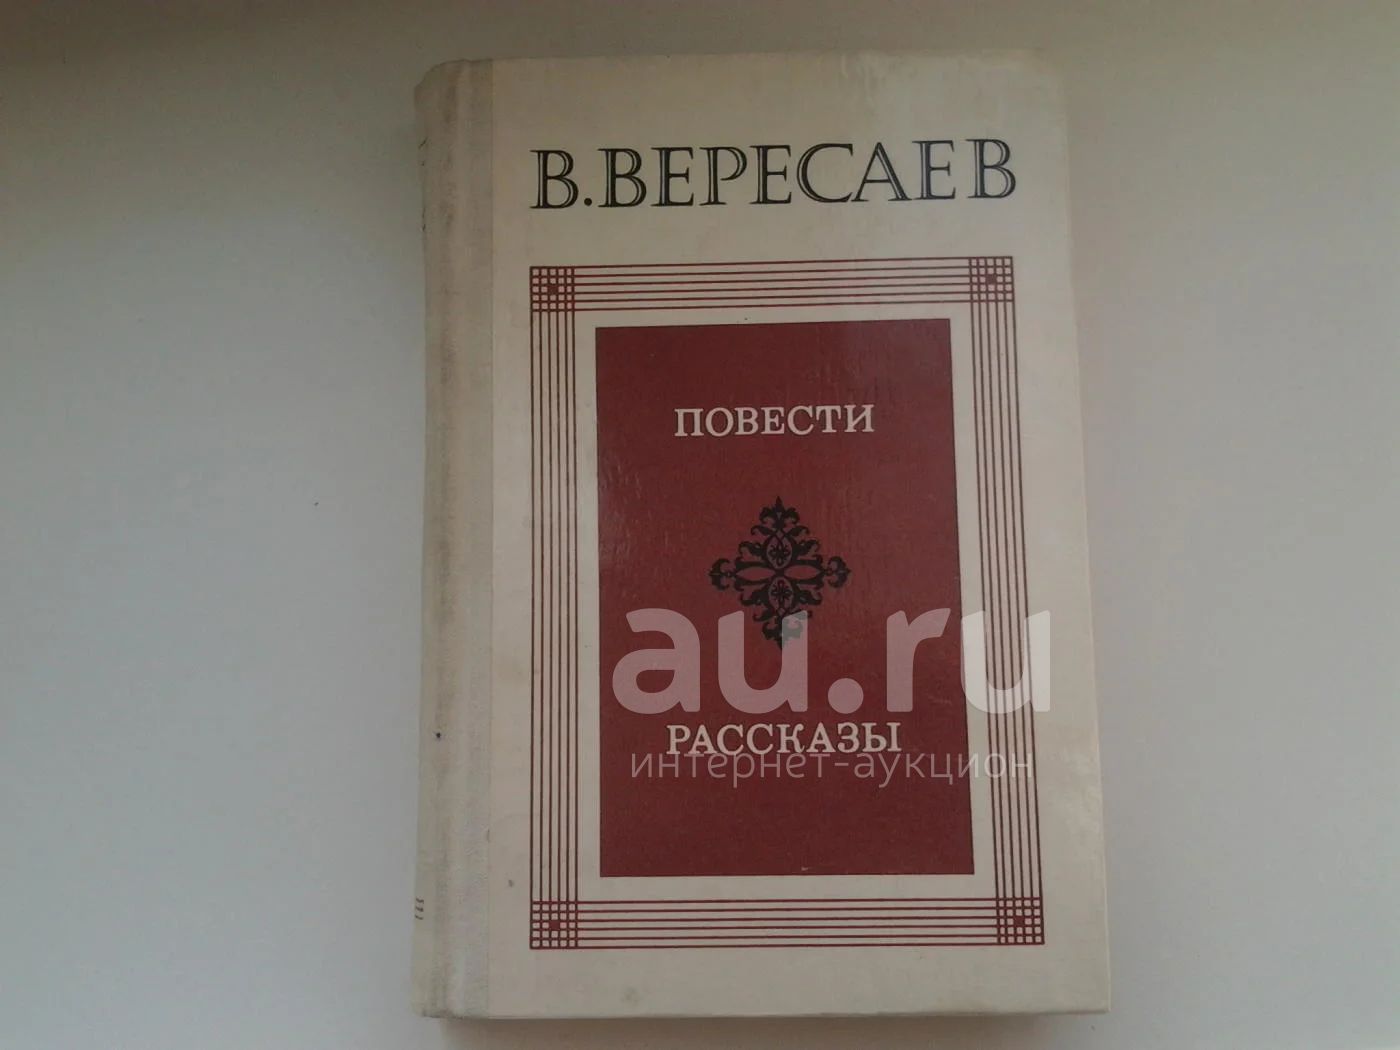 В.ВЕРЕСАЕВ
ПОВЕСТИ
au.ru
РАССКАЗЫ
интернет-аукцион